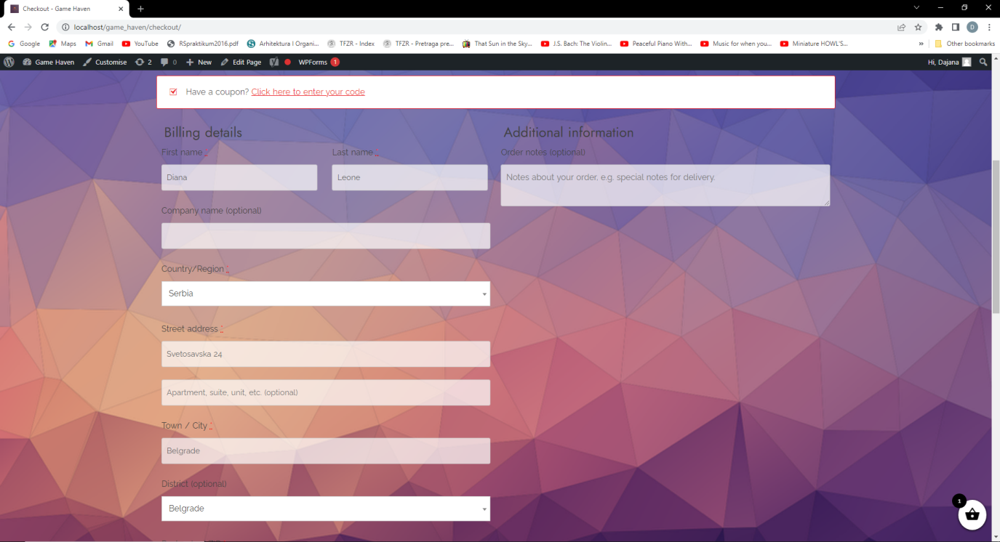 Checkout - Game Haven
localhost/game_haven/checkout/
D
Google Maps Gmail YouTube RSpraktikum2016.pdf Arhitektura I Organi... TFZR - Index TFZR - Pretraga pre... That Sun in the Sky... J.S. Bach: The Violin... Peaceful Piano With... Music for when you... Miniature HOWL'S... » Other bookmarks
Game Haven Customise 2 0 New Edit Page WPForms 1 Hi, Dajana
Have a coupon? Click here to enter your code
Billing details
First name *
Last name *
Diana
Leone
Company name (optional)
Country/Region *
Serbia
Street address *
Svetosavska 24
Apartment, suite, unit, etc. (optional)
Town / City *
Belgrade
District (optional)
Belgrade
Additional information
Order notes (optional)
Notes about your order, e.g. special notes for delivery.
1